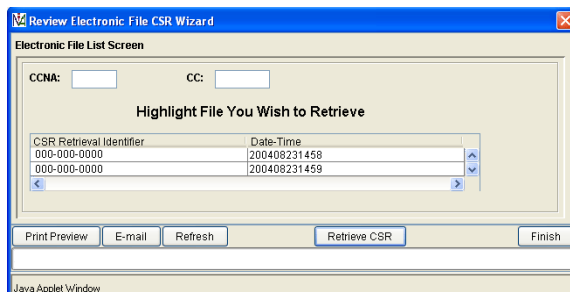 Review Electronic File CSR Wizard
Electronic File List Screen
CCNA: CC:
Highlight File You Wish to Retrieve
CSR Retrieval Identifier Date-Time
000-000-0000 200408231458
000-000-0000 200408231459
Print Preview E-mail Refresh Retrieve CSR Finish
Java Applet Window